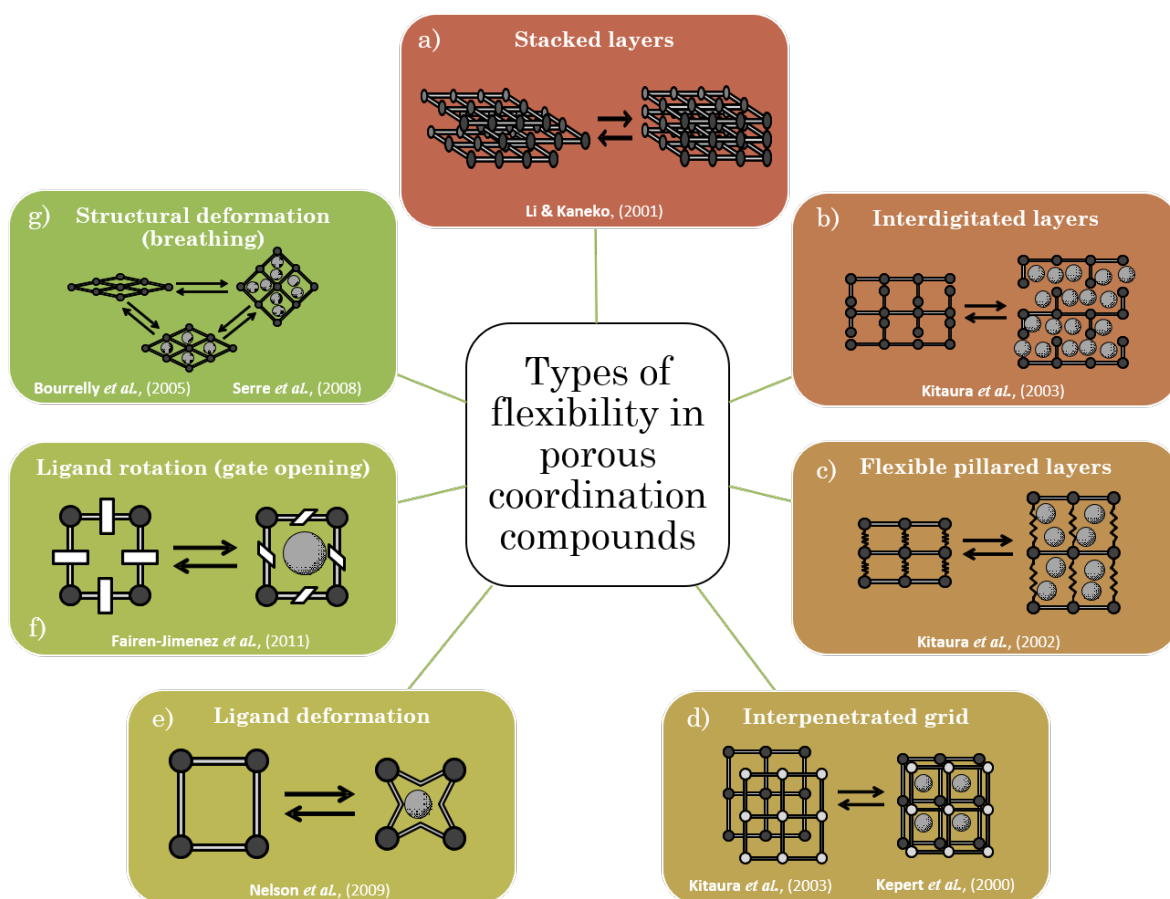 a)
Stacked layers
Li & Kaneko, (2001)
g)
Structural deformation
(breathing)
Bourrelly et al., (2005)
Serre et al., (2008)
b)
Interdigitated layers
Kitaura et al., (2003)
Types of
flexibility in
porous
coordination
compounds
Ligand rotation (gate opening)
f)
Fairen-Jimenez et al., (2011)
c)
Flexible pillared layers
Kitaura et al., (2002)
e)
Ligand deformation
Nelson et al., (2009)
d)
Interpenetrated grid
Kitaura et al., (2003)
Kepert et al., (2000)